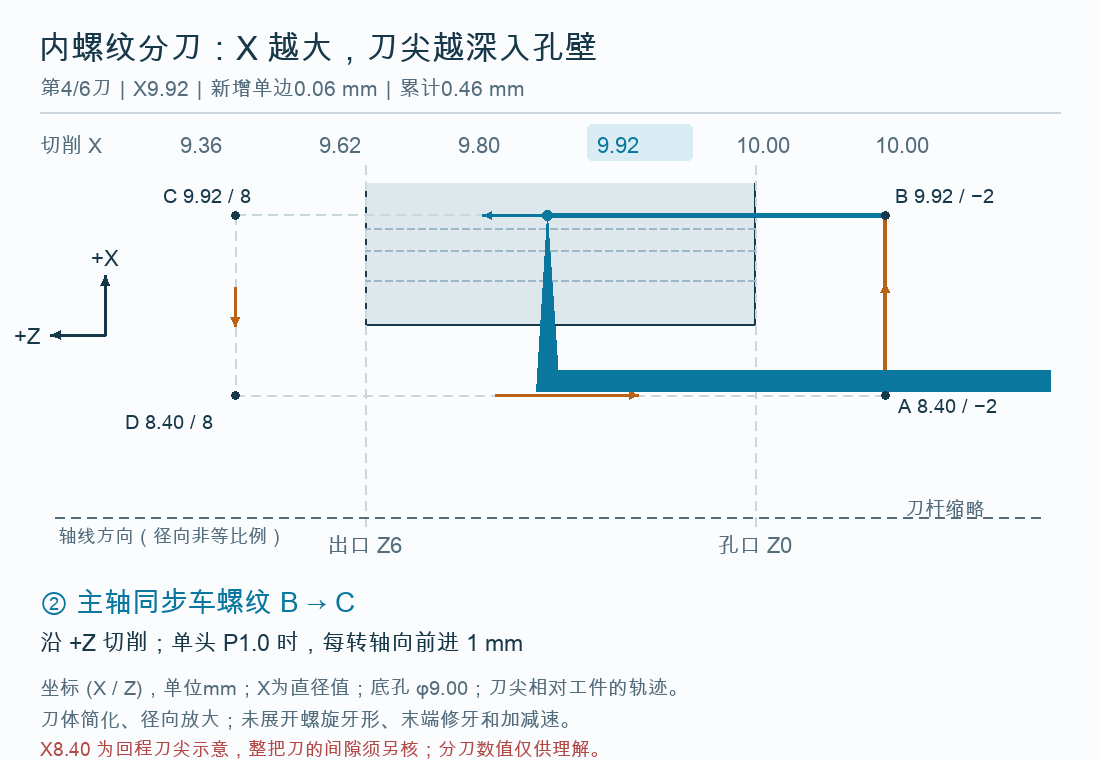 内螺纹分刀：X 越大，刀尖越深入孔壁
第4/6刀 | X9.92 | 新增单边0.06 mm | 累计0.46 mm
切削 X 9.36 9.62 9.80 9.92 10.00 10.00
C 9.92 / 8
B 9.92 / −2
+X
+Z
A 8.40 / −2
D 8.40 / 8
刀杆缩略
轴线方向（径向非等比例）
出口 Z6
孔口 Z0
② 主轴同步车螺纹 B → C
沿 +Z 切削；单头 P1.0 时，每转轴向前进 1 mm
坐标 (X / Z)，单位mm；X为直径值；底孔 φ9.00；刀尖相对工件的轨迹。
刀体简化、径向放大；未展开螺旋牙形、末端修牙和加减速。
X8.40 为回程刀尖示意，整把刀的间隙须另核；分刀数值仅供理解。